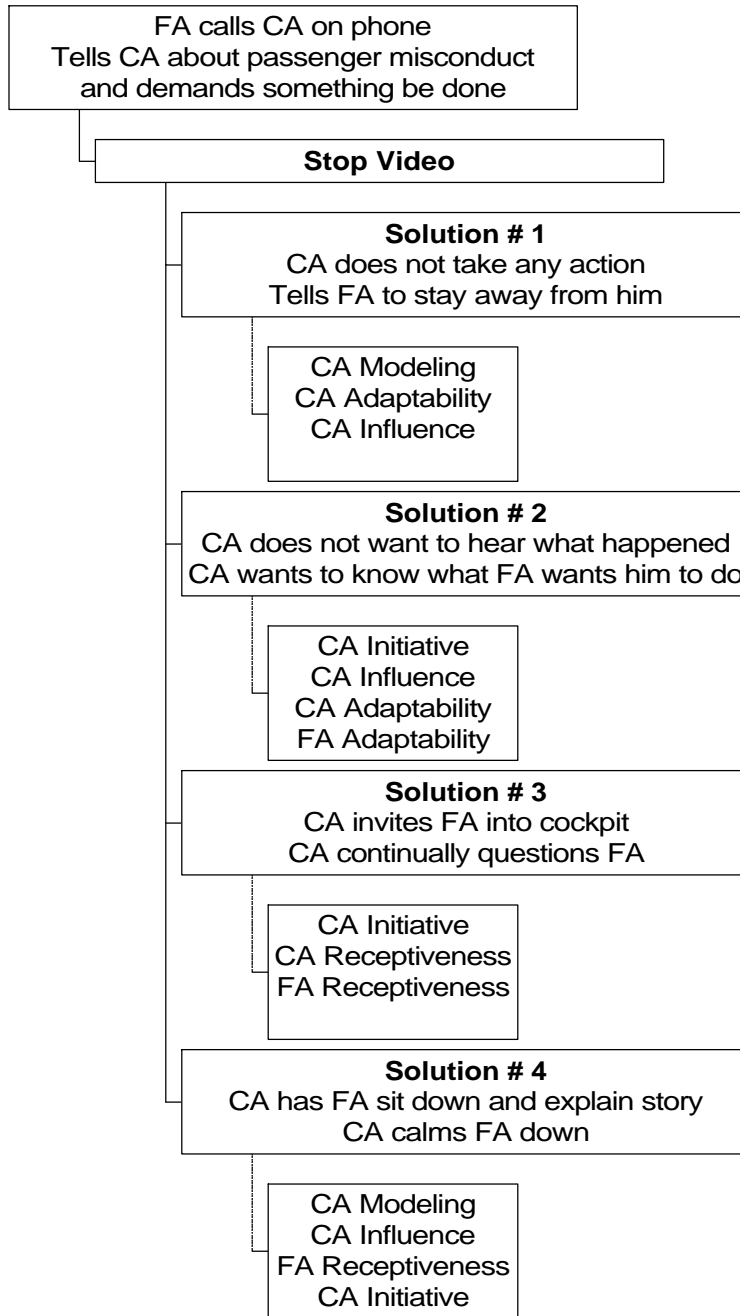 FA calls CA on phone
Tells CA about passenger misconduct
and demands something be done
Stop Video
Solution # 1
CA does not take any action
Tells FA to stay away from him
CA Modeling
CA Adaptability
CA Influence
Solution # 2
CA does not want to hear what happened
CA wants to know what FA wants him to do
CA Initiative
CA Influence
CA Adaptability
FA Adaptability
Solution # 3
CA invites FA into cockpit
CA continually questions FA
CA Initiative
CA Receptiveness
FA Receptiveness
Solution # 4
CA has FA sit down and explain story
CA calms FA down
CA Modeling
CA Influence
FA Receptiveness
CA Initiative